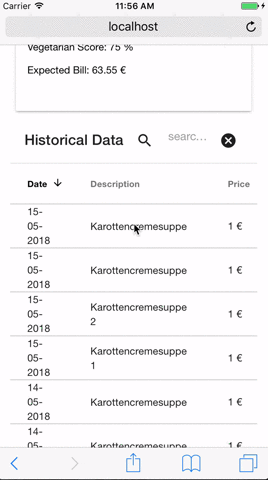 Carrier 11:56 AM
localhost
Vegetarian Score: 75 %
Expected Bill: 63.55 €
Historical Data searc...
Date Description Price
15-
05-
2018
Karottencremesuppe 1 €
15-
05-
2018
Karottencremesuppe 1 €
15-
05-
2018
Karottencremesuppe
2
1 €
15-
05-
2018
Karottencremesuppe
1
1 €
14-
05-
2018
Karottencremesuppe 1 €
14-
05-
Karottencremesuppe 1 €